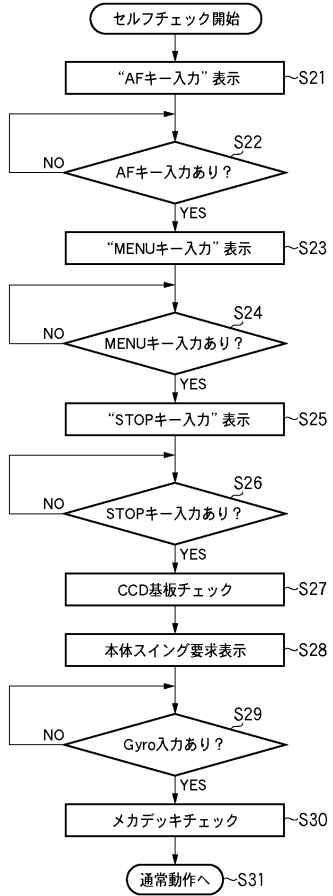 セルフチェック開始
“AFキー入力” 表示 S21
S22
NO
AFキー入力あり？
YES
“MENUキー入力” 表示 S23
S24
NO
MENUキー入力あり？
YES
“STOPキー入力” 表示 S25
S26
NO
STOPキー入力あり？
YES
CCD基板チェック S27
本体スイング要求表示 S28
S29
NO
Gyro入力あり？
YES
メカデッキチェック S30
通常動作へ S31